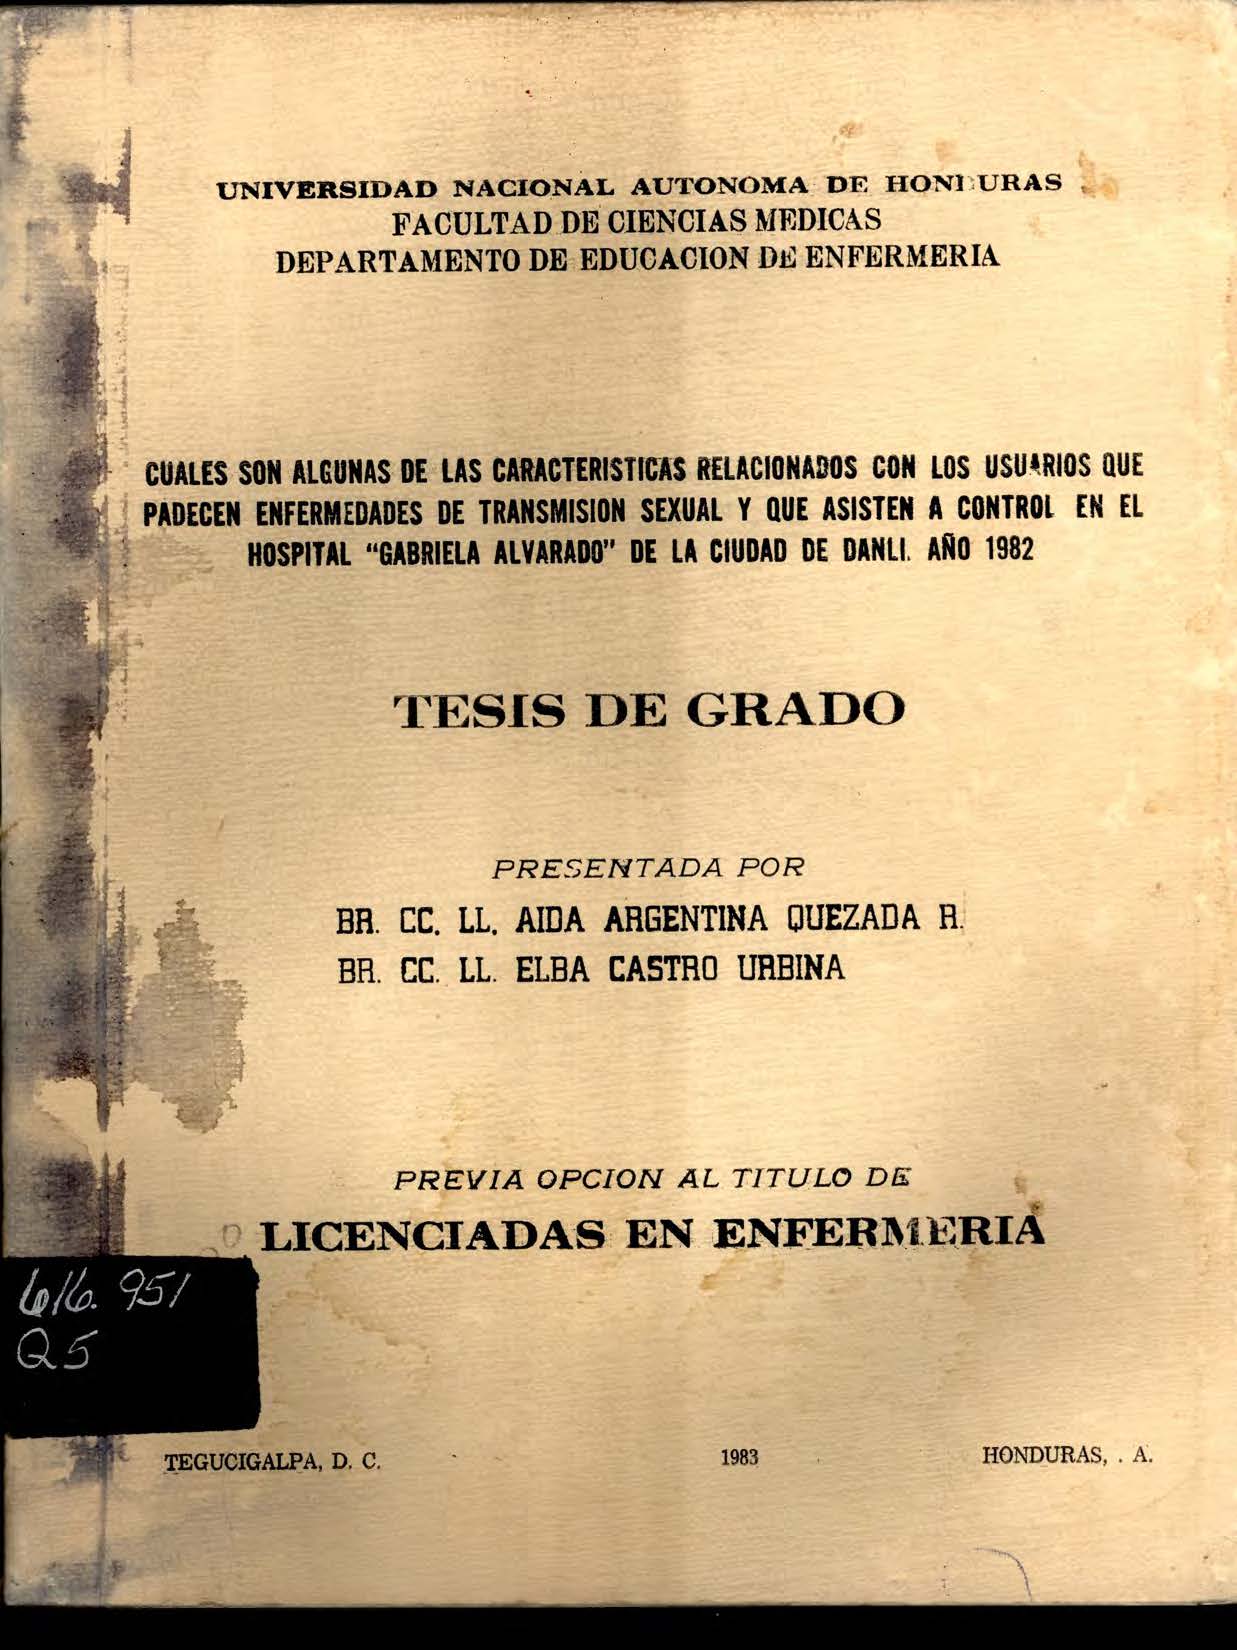 UNIVERSIDAD NACIONAL AUTONOMA DE HONDURAS
FACULTAD DE CIENCIAS MEDICAS
DEPARTAMENTO DE EDUCACION DE ENFERMERIA
CUALES SON ALGUNAS DE LAS CARACTERISTICAS RELACIONADOS CON LOS USUARIOS QUE
PADECEN ENFERMEDADES DE TRANSMISION SEXUAL Y QUE ASISTEN A CONTROL EN EL
HOSPITAL “GABRIELA ALVARADO” DE LA CIUDAD DE DANLI. AÑO 1982
TESIS DE GRADO
PRESENTADA POR
BR. CC. LL. AIDA ARGENTINA QUEZADA R.
BR. CC. LL. ELBA CASTRO URBINA
PREVIA OPCION AL TITULO DE
LICENCIADAS EN ENFERMERIA
616.951
Q5
TEGUCIGALPA, D. C. 1983 HONDURAS, . A.